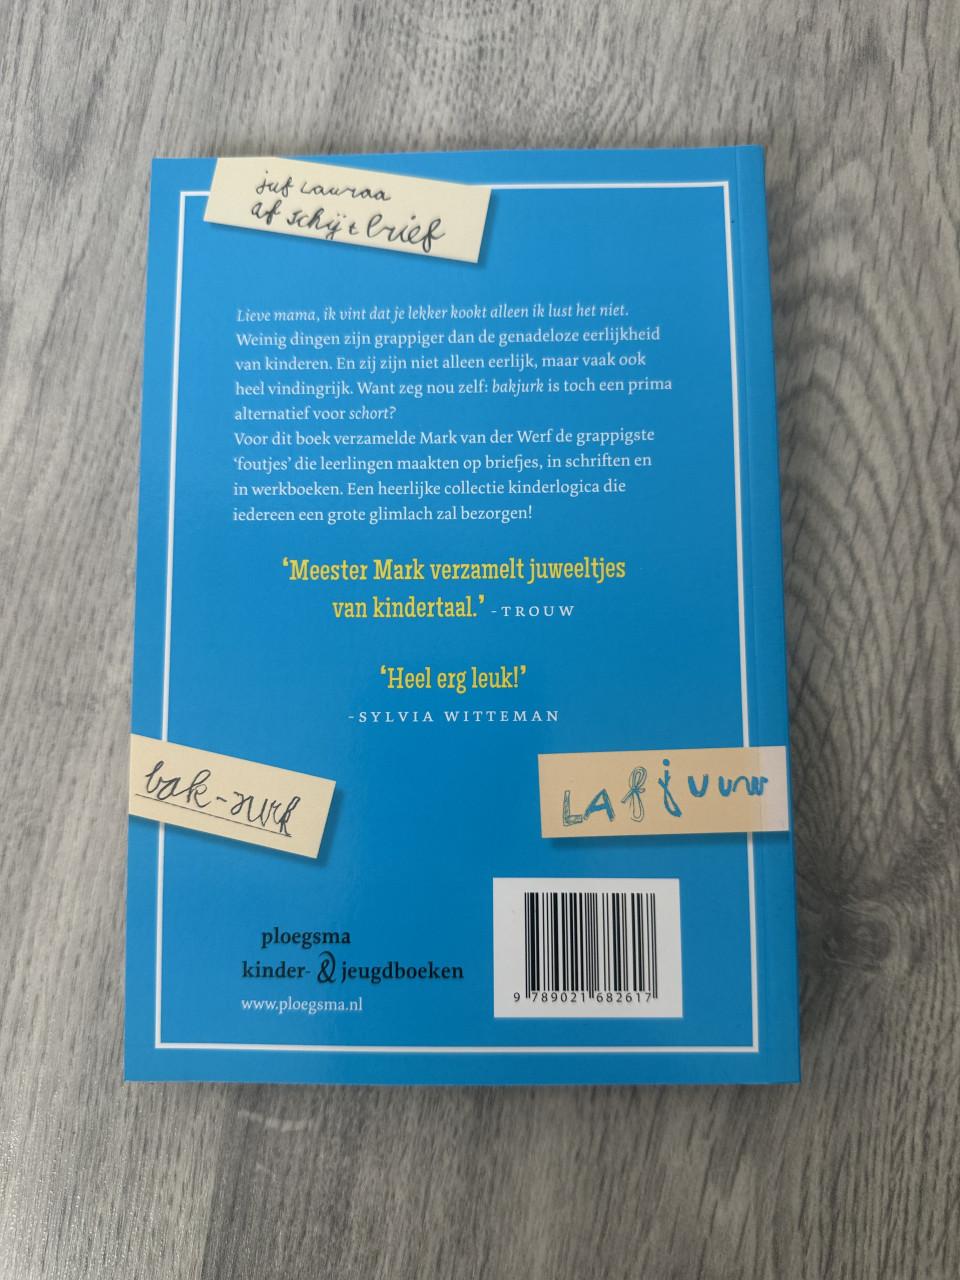 juf Lauraa
af schijt brief
Lieve mama, ik vint dat je lekker kookt alleen ik lust het niet.
Weinig dingen zijn grappiger dan de genadeloze eerlijkheid
van kinderen. En zij zijn niet alleen eerlijk, maar vaak ook
heel vindingrijk. Want zeg nou zelf: bakjurk is toch een prima
alternatief voor schort?
Voor dit boek verzamelde Mark van der Werf de grappigste
‘foutjes’ die leerlingen maakten op briefjes, in schriften en
in werkboeken. Een heerlijke collectie kinderlogica die
iedereen een grote glimlach zal bezorgen!
‘Meester Mark verzamelt juweeltjes
van kindertaal.’ - TROUW
‘Heel erg leuk!’
- SYLVIA WITTEMAN
bak-jurk
LAf jUurw
ploegsma
kinder- & jeugdboeken
www.ploegsma.nl
9 789021 682617